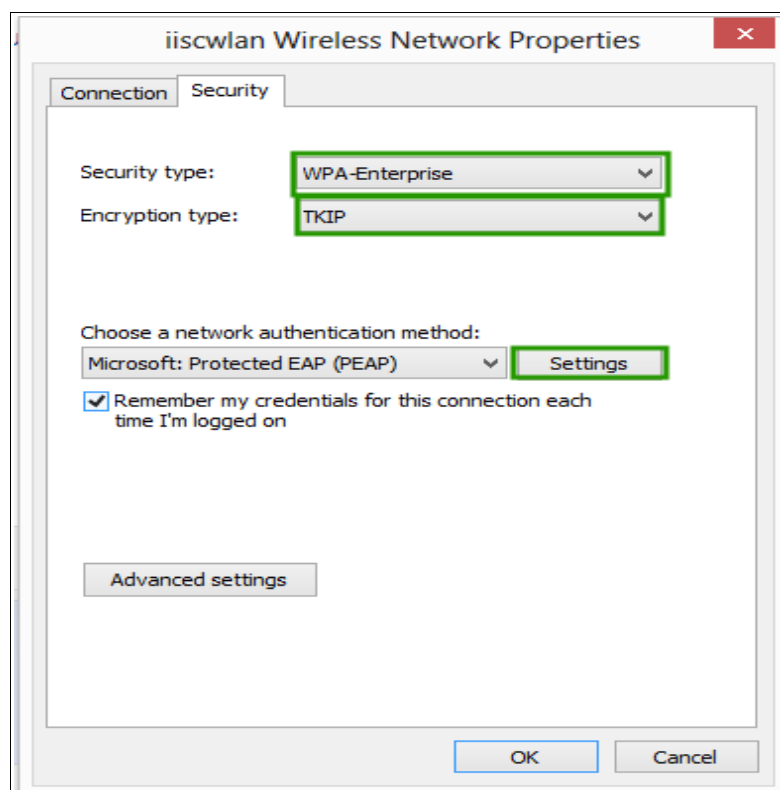 iiscwlan Wireless Network Properties
Connection
Security
Security type:
WPA-Enterprise
Encryption type:
TKIP
Choose a network authentication method:
Microsoft: Protected EAP (PEAP)
Settings
Remember my credentials for this connection each
time I'm logged on
Advanced settings
OK
Cancel